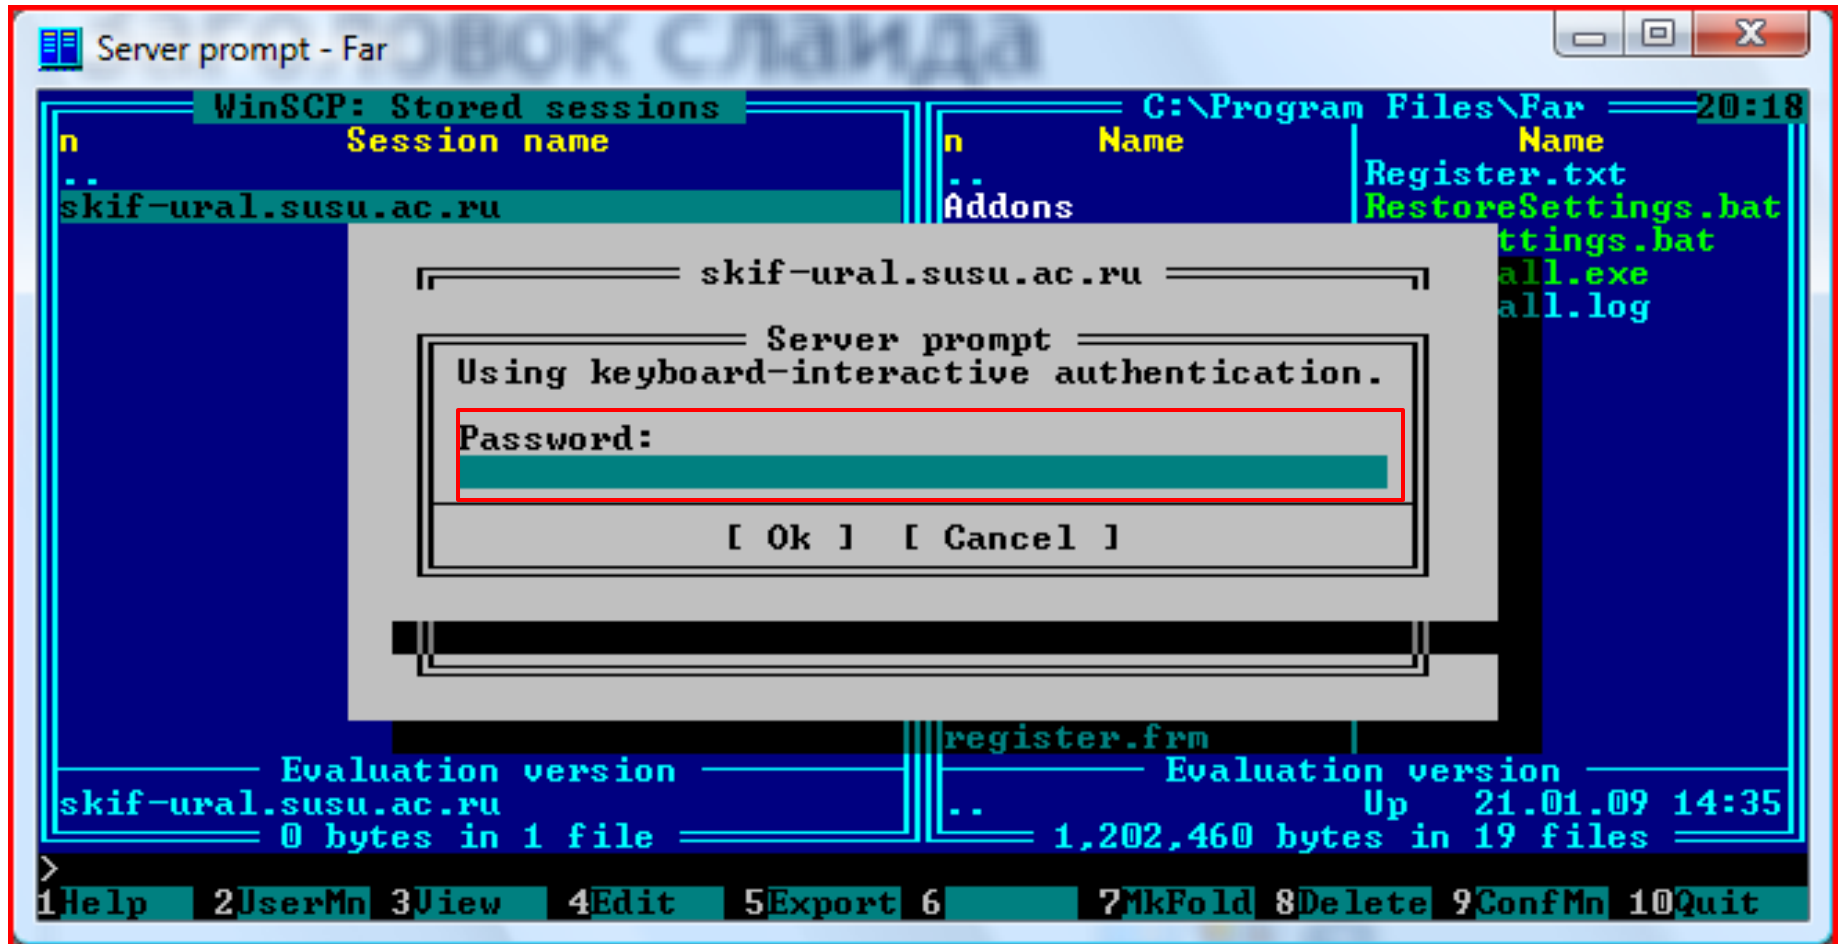 Server prompt - Far
ЗАГОЛОВОК СЛАЙДА
WinSCP: Stored sessions
C:\Program Files\Far
20:18
n Session name
n Name Name
..
..
Register.txt
skif-ural.susu.ac.ru
Addons
RestoreSettings.bat
ttings.bat
skif-ural.susu.ac.ru
all.exe
all.log
Server prompt
Using keyboard-interactive authentication.
Password:
[ Ok ] [ Cancel ]
register.frm
Evaluation version
Evaluation version
skif-ural.susu.ac.ru
.. Up 21.01.09 14:35
0 bytes in 1 file
1,202,460 bytes in 19 files
>
1Help 2UserMn 3View 4Edit 5Export 6 7MkFold 8Delete 9ConfMn 10Quit